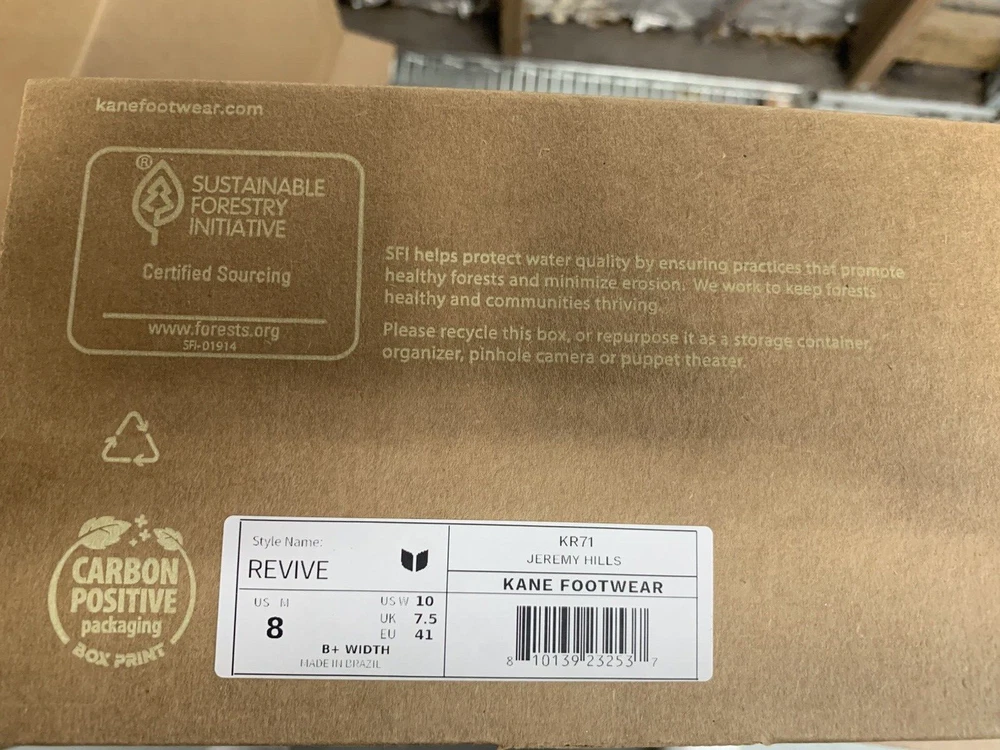 kanefootwear.com
®
SUSTAINABLE
FORESTRY
INITIATIVE
Certified Sourcing
www.forests.org
SFI-01914
SFI helps protect water quality by ensuring practices that promote
healthy forests and minimize erosion. We work to keep forests
healthy and communities thriving.
Please recycle this box, or repurpose it as a storage container,
organizer, pinhole camera or puppet theater.
CARBON
POSITIVE
packaging
BOX PRINT
Style Name:
REVIVE
US M
8
US W 10
UK 7.5
EU 41
B+ WIDTH
MADE IN BRAZIL
KR71
JEREMY HILLS
KANE FOOTWEAR
8 10139 23253 7